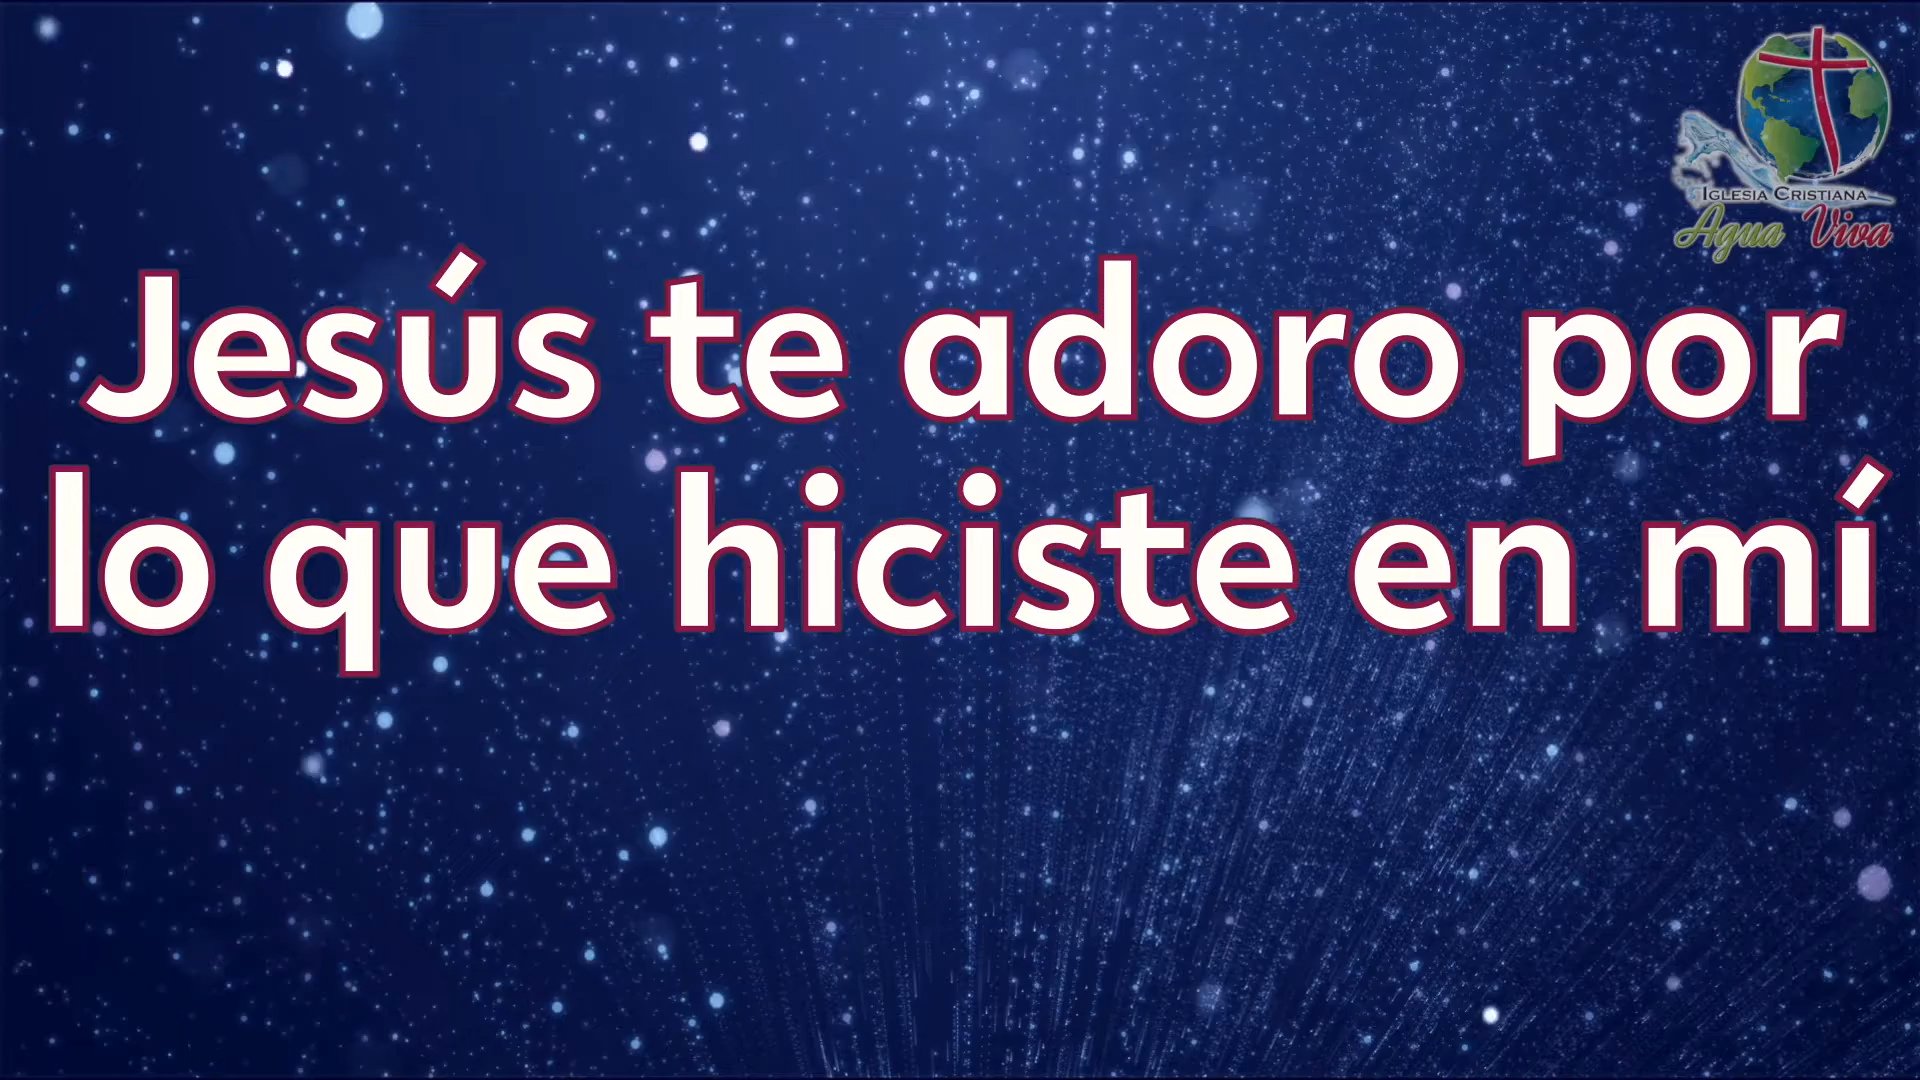 Iglesia Cristiana
Agua Viva
Jesús te adoro por
lo que hiciste en mí